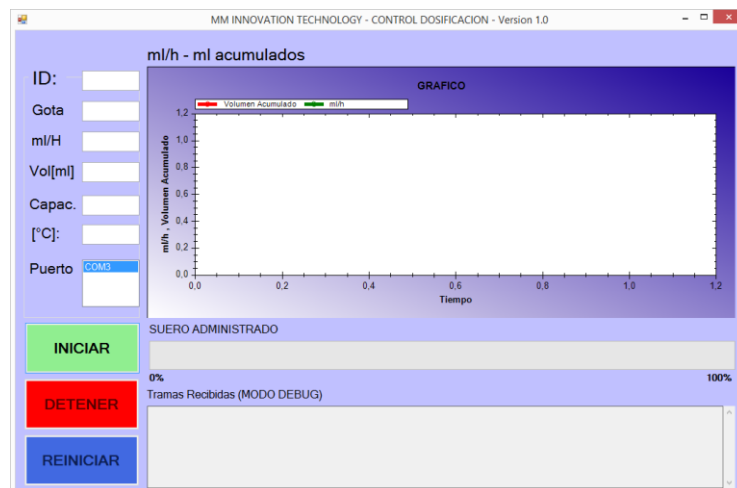 MM INNOVATION TECHNOLOGY - CONTROL DOSIFICACION - Version 1.0
ml/h - ml acumulados
ID:
Gota
ml/H
Vol[ml]
Capac.
[°C]:
Puerto
COM3
GRAFICO
Volumen Acumulado
ml/h
ml/h , Volumen Acumulado
1,2
1,0
0,8
0,6
0,4
0,2
0,0
0,0 0,2 0,4 0,6 0,8 1,0 1,2
Tiempo
INICIAR
DETENER
REINICIAR
SUERO ADMINISTRADO
0% 100%
Tramas Recibidas (MODO DEBUG)